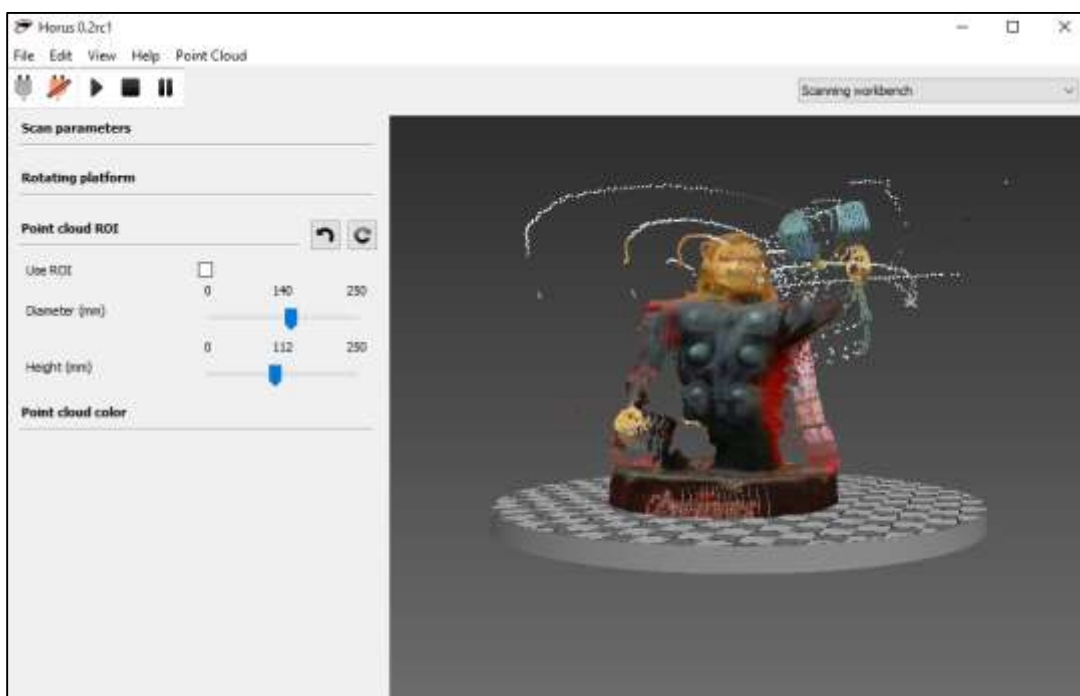 Horus 0.2rc1
File Edit View Help Point Cloud
Scanning workbench
Scan parameters
Rotating platform
Point cloud ROI
Use ROI
0 140 250
Diameter (mm)
0 112 250
Height (mm)
Point cloud color